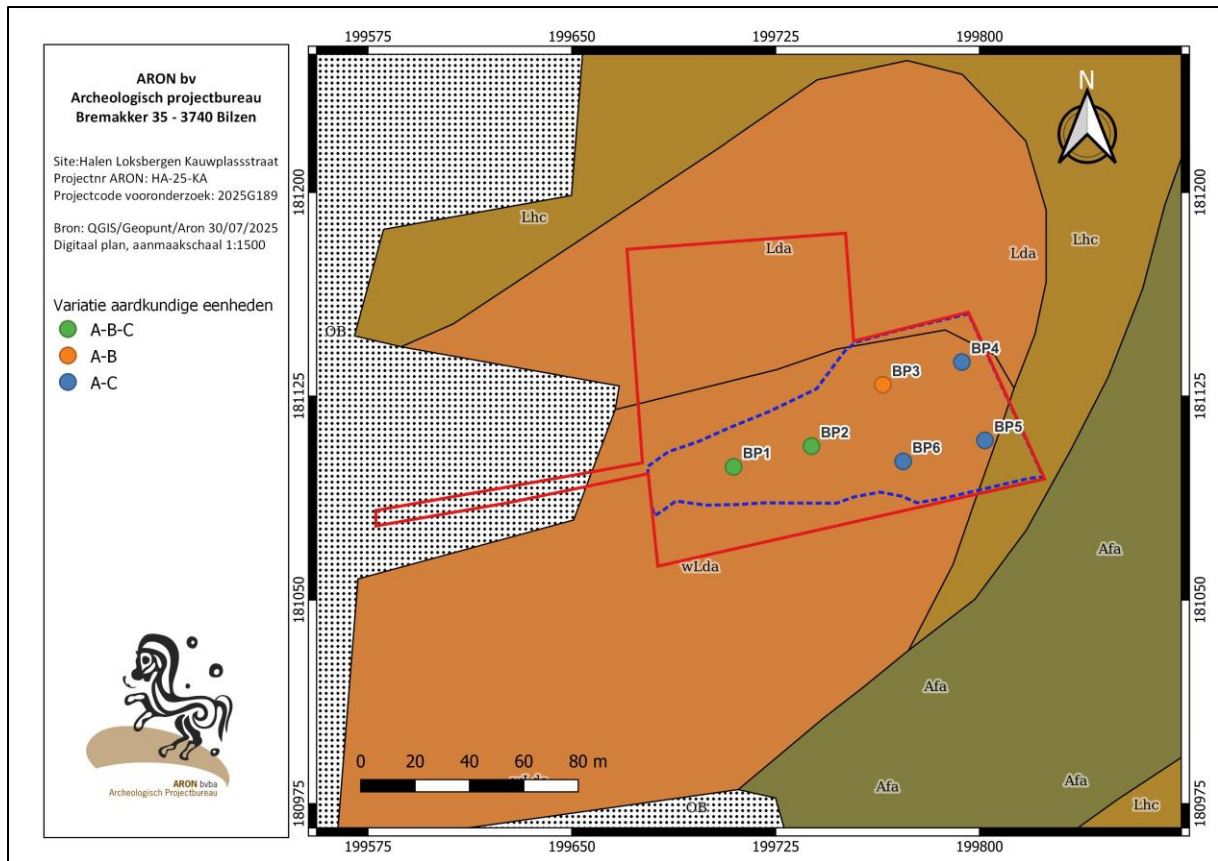 ARON bv
Archeologisch projectbureau
Bremakker 35 - 3740 Bilzen
Site:Halen Loksbergen Kauwplassstraat
Projectnr ARON: HA-25-KA
Projectcode vooronderzoek: 2025G189
Bron: QGIS/Geopunt/Aron 30/07/2025
Digitaal plan, aanmaakschaal 1:1500
Variatie aardkundige eenheden
A-B-C
A-B
A-C
ARON bvba
Archeologisch Projectbureau
199575 199650 199725 199800
N
181200 181200
Lhc
Lda
Lda
Lhc
OB
BP4
BP3
181125 181125
BP2
BP5
BP1
BP6
Afa
wLda
181050 181050
Afa
0 20 40 60 80 m
wLda
Afa
Afa
OB
Lhc
180975 180975
199575 199650 199725 199800